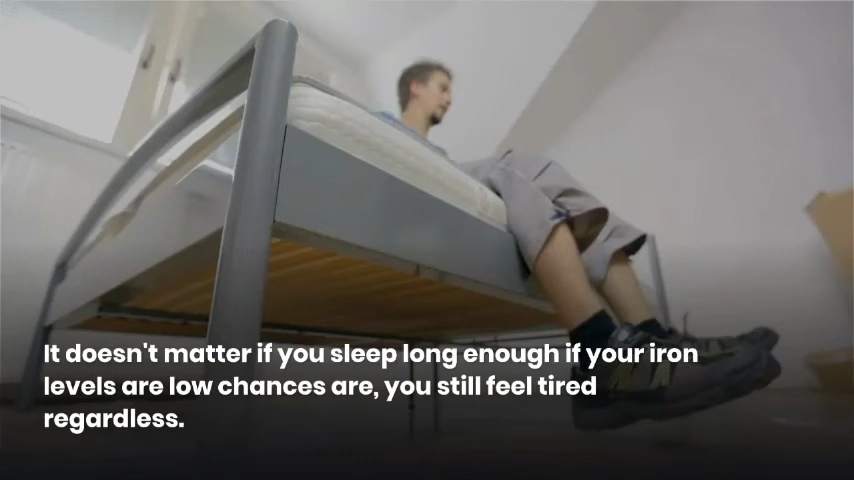 It doesn't matter if you sleep long enough if your iron
levels are low chances are, you still feel tired
regardless.